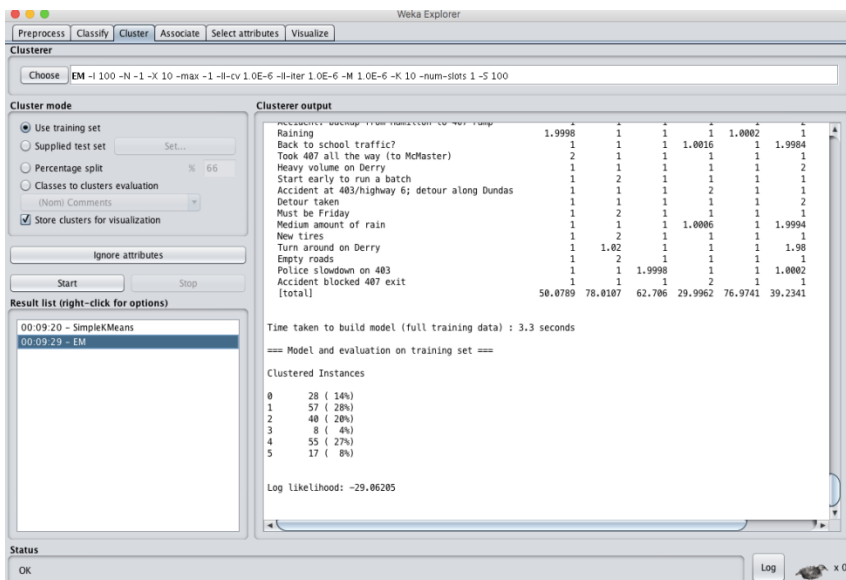 Weka Explorer
Preprocess Classify Cluster Associate Select attributes Visualize
Clusterer
Choose EM -I 100 -N -1 -X 10 -max -1 -ll-cv 1.0E-6 -ll-iter 1.0E-6 -M 1.0E-6 -K 10 -num-slots 1 -S 100
Cluster mode
Use training set
Supplied test set Set...
Percentage split % 66
Classes to clusters evaluation
(Nom) Comments
Store clusters for visualization
Ignore attributes
Start Stop
Result list (right-click for options)
00:09:20 - SimpleKMeans
00:09:29 - EM
Clusterer output
Accident: backup from Hamilton to 407 ramp 1 1 1 1 1 2
Raining 1.9998 1 1 1 1.0002 1
Back to school traffic? 1 1 1 1.0016 1 1.9984
Took 407 all the way (to McMaster) 2 1 1 1 1 1
Heavy volume on Derry 1 1 1 1 1 2
Start early to run a batch 1 2 1 1 1 1
Accident at 403/highway 6; detour along Dundas 1 1 1 2 1 1
Detour taken 1 1 1 1 1 2
Must be Friday 1 2 1 1 1 1
Medium amount of rain 1 1 1 1.0006 1 1.9994
New tires 1 2 1 1 1 1
Turn around on Derry 1 1.02 1 1 1 1.98
Empty roads 1 2 1 1 1 1
Police slowdown on 403 1 1 1.9998 1 1 1.0002
Accident blocked 407 exit 1 1 1 2 1 1
[total] 50.0789 78.0107 62.706 29.9962 76.9741 39.2341
Time taken to build model (full training data) : 3.3 seconds
=== Model and evaluation on training set ===
Clustered Instances
0 28 ( 14%)
1 57 ( 28%)
2 40 ( 20%)
3 8 ( 4%)
4 55 ( 27%)
5 17 ( 8%)
Log likelihood: -29.06205
Status
OK
Log x 0